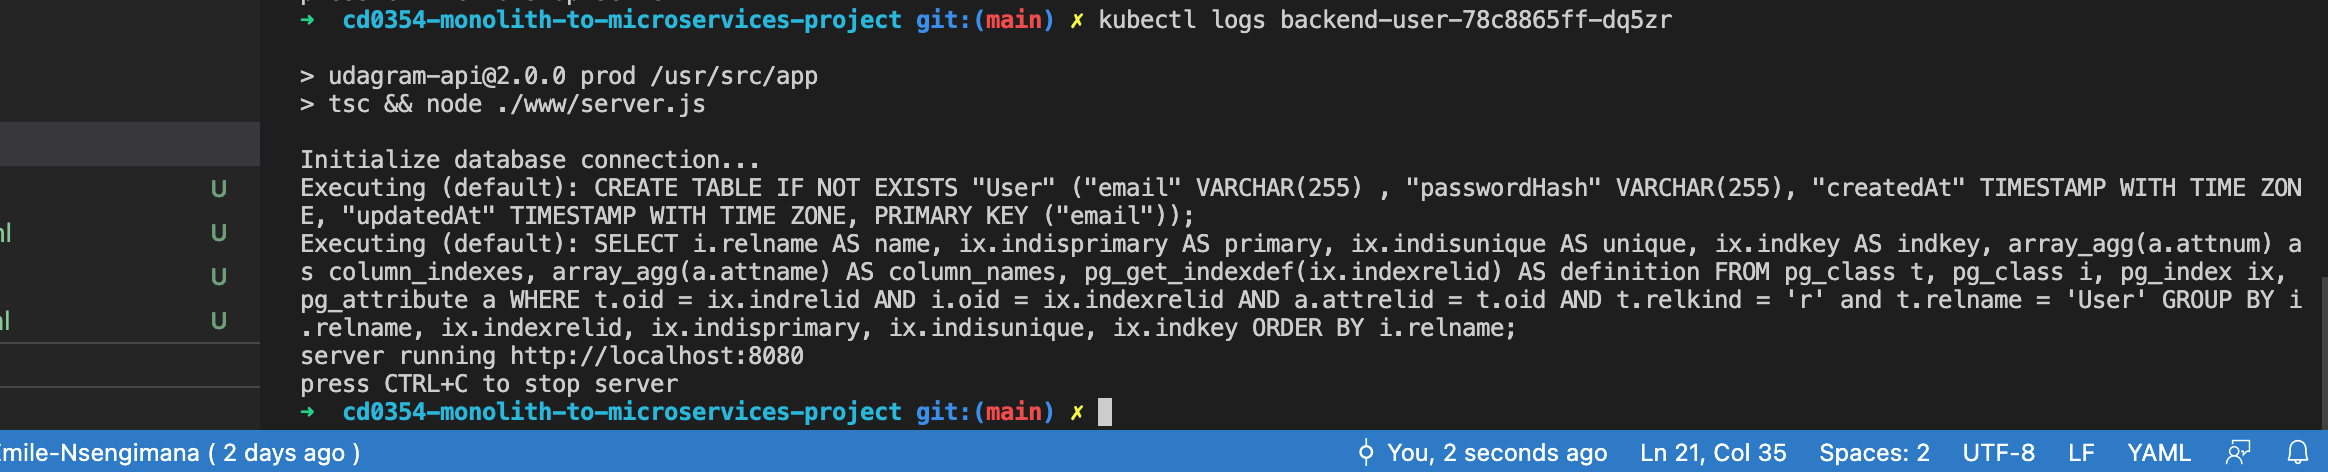 ➜  cd0354-monolith-to-microservices-project git:(main) ✗ kubectl logs backend-user-78c8865ff-dq5zr
> udagram-api@2.0.0 prod /usr/src/app
> tsc && node ./www/server.js
Initialize database connection...
Executing (default): CREATE TABLE IF NOT EXISTS "User" ("email" VARCHAR(255) , "passwordHash" VARCHAR(255), "createdAt" TIMESTAMP WITH TIME ZON
E, "updatedAt" TIMESTAMP WITH TIME ZONE, PRIMARY KEY ("email"));
Executing (default): SELECT i.relname AS name, ix.indisprimary AS primary, ix.indisunique AS unique, ix.indkey AS indkey, array_agg(a.attnum) a
s column_indexes, array_agg(a.attname) AS column_names, pg_get_indexdef(ix.indexrelid) AS definition FROM pg_class t, pg_class i, pg_index ix,
pg_attribute a WHERE t.oid = ix.indrelid AND i.oid = ix.indexrelid AND a.attrelid = t.oid AND t.relkind = 'r' and t.relname = 'User' GROUP BY i
.relname, ix.indexrelid, ix.indisprimary, ix.indisunique, ix.indkey ORDER BY i.relname;
server running http://localhost:8080
press CTRL+C to stop server
➜  cd0354-monolith-to-microservices-project git:(main) ✗
U
U
U
U
mile-Nsengimana ( 2 days ago )
You, 2 seconds ago
Ln 21, Col 35
Spaces: 2
UTF-8
LF
YAML